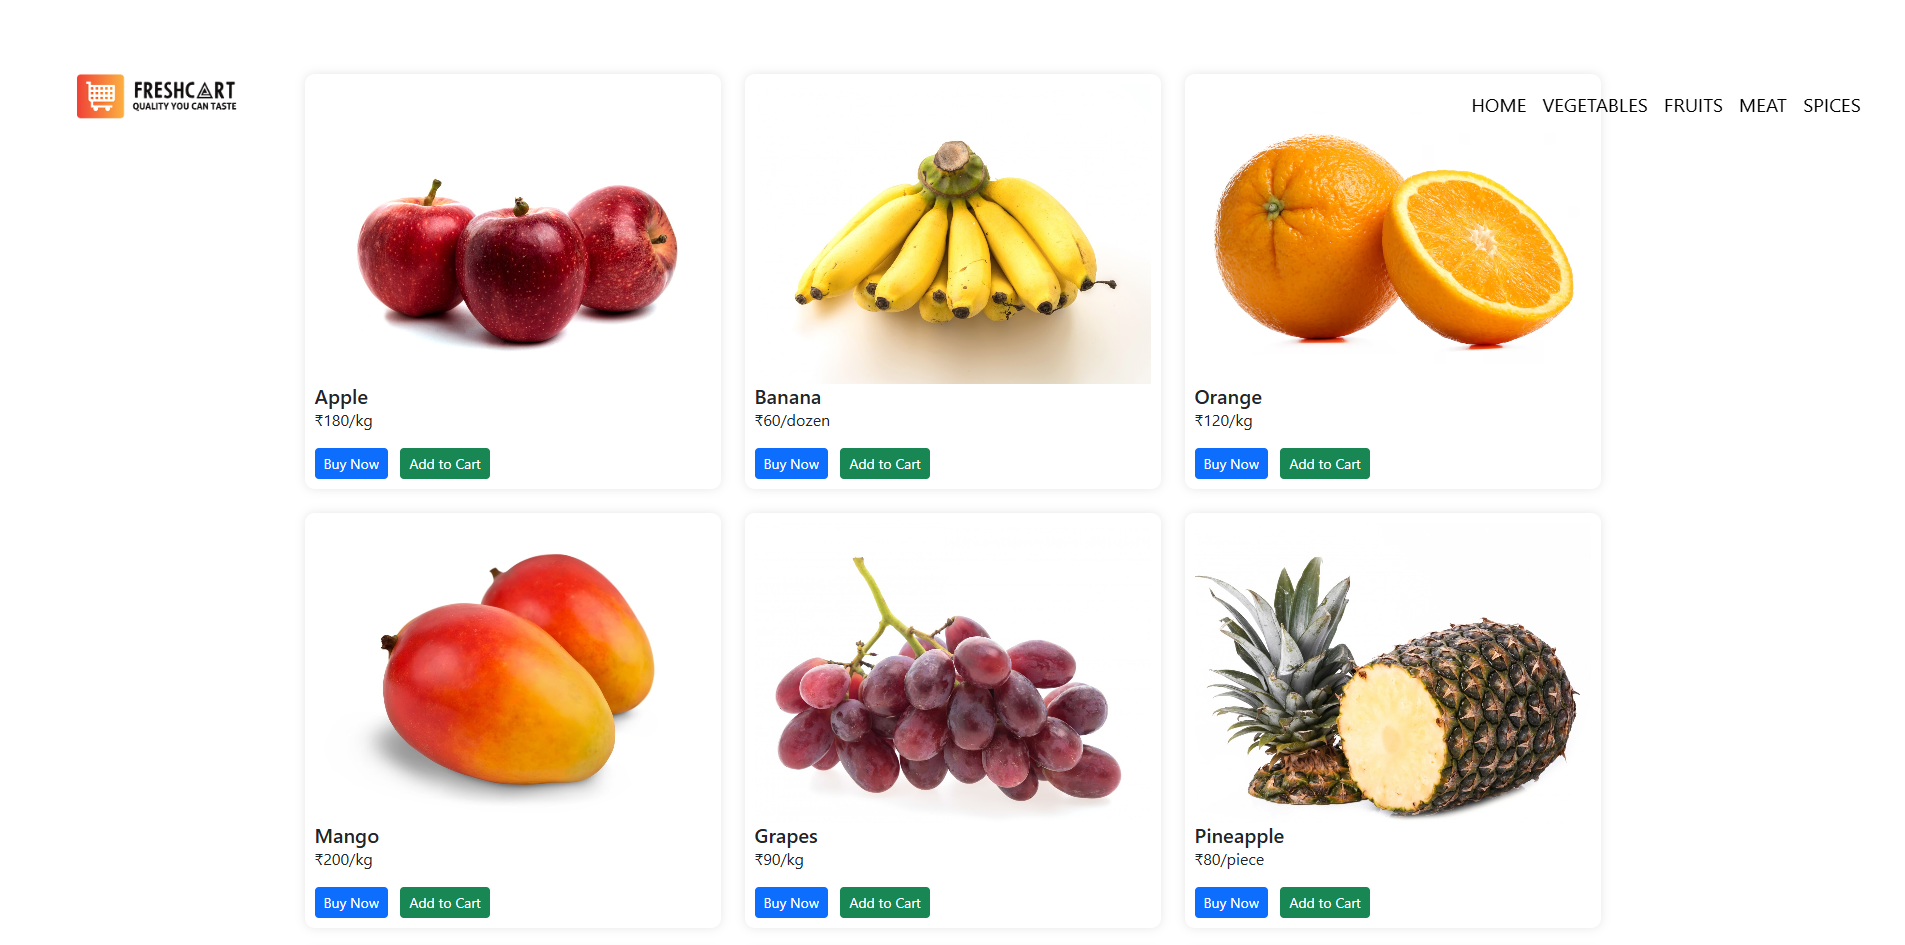 FRESHCART
QUALITY YOU CAN TASTE
HOME VEGETABLES FRUITS MEAT SPICES
Apple
₹180/kg
Buy Now Add to Cart
Banana
₹60/dozen
Buy Now Add to Cart
Orange
₹120/kg
Buy Now Add to Cart
Mango
₹200/kg
Buy Now Add to Cart
Grapes
₹90/kg
Buy Now Add to Cart
Pineapple
₹80/piece
Buy Now Add to Cart